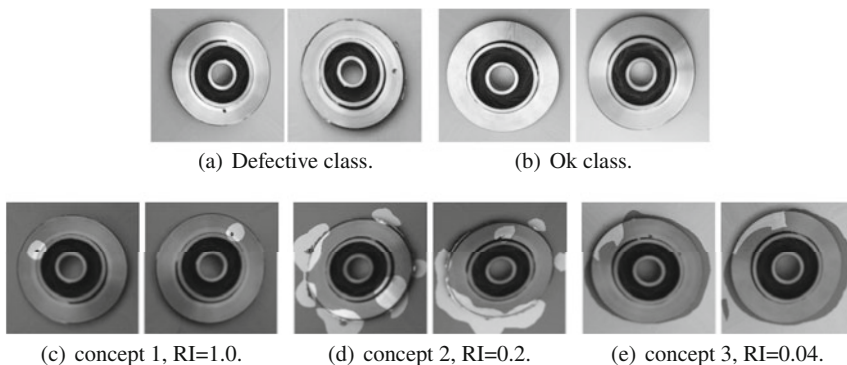 (a) Defective class.
(b) Ok class.
(c) concept 1, RI=1.0.
(d) concept 2, RI=0.2.
(e) concept 3, RI=0.04.